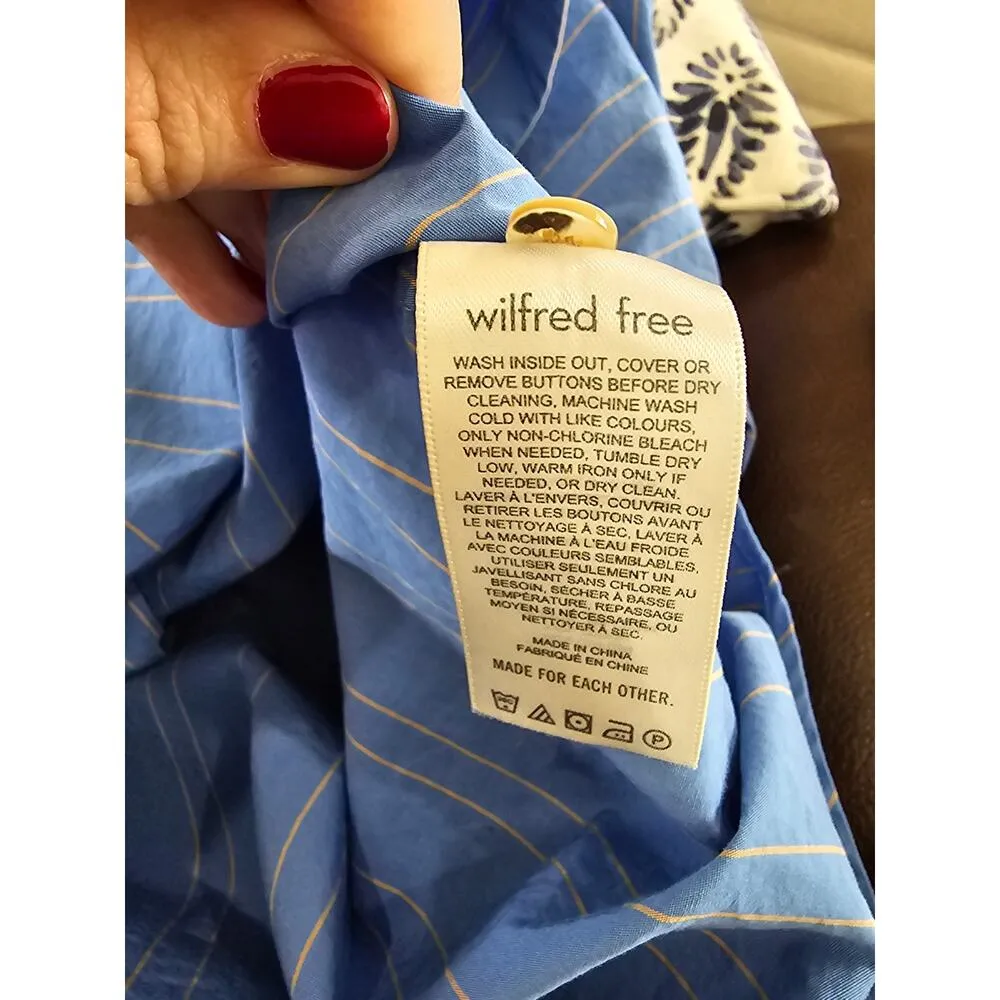 wilfred free
WASH INSIDE OUT, COVER OR
REMOVE BUTTONS BEFORE DRY
CLEANING, MACHINE WASH
COLD WITH LIKE COLOURS,
ONLY NON-CHLORINE BLEACH
WHEN NEEDED, TUMBLE DRY
LOW, WARM IRON ONLY IF
NEEDED, OR DRY CLEAN.
LAVER À L'ENVERS, COUVRIR OU
RETIRER LES BOUTONS AVANT
LE NETTOYAGE À SEC, LAVER À
LA MACHINE À L'EAU FROIDE
AVEC COULEURS SEMBLABLES,
UTILISER SEULEMENT UN
JAVELLISANT SANS CHLORE AU
BESOIN, SÉCHER À BASSE
TEMPÉRATURE, REPASSAGE
MOYEN SI NÉCESSAIRE, OU
NETTOYER À SEC.
MADE IN CHINA
FABRIQUÉ EN CHINE
MADE FOR EACH OTHER.
P